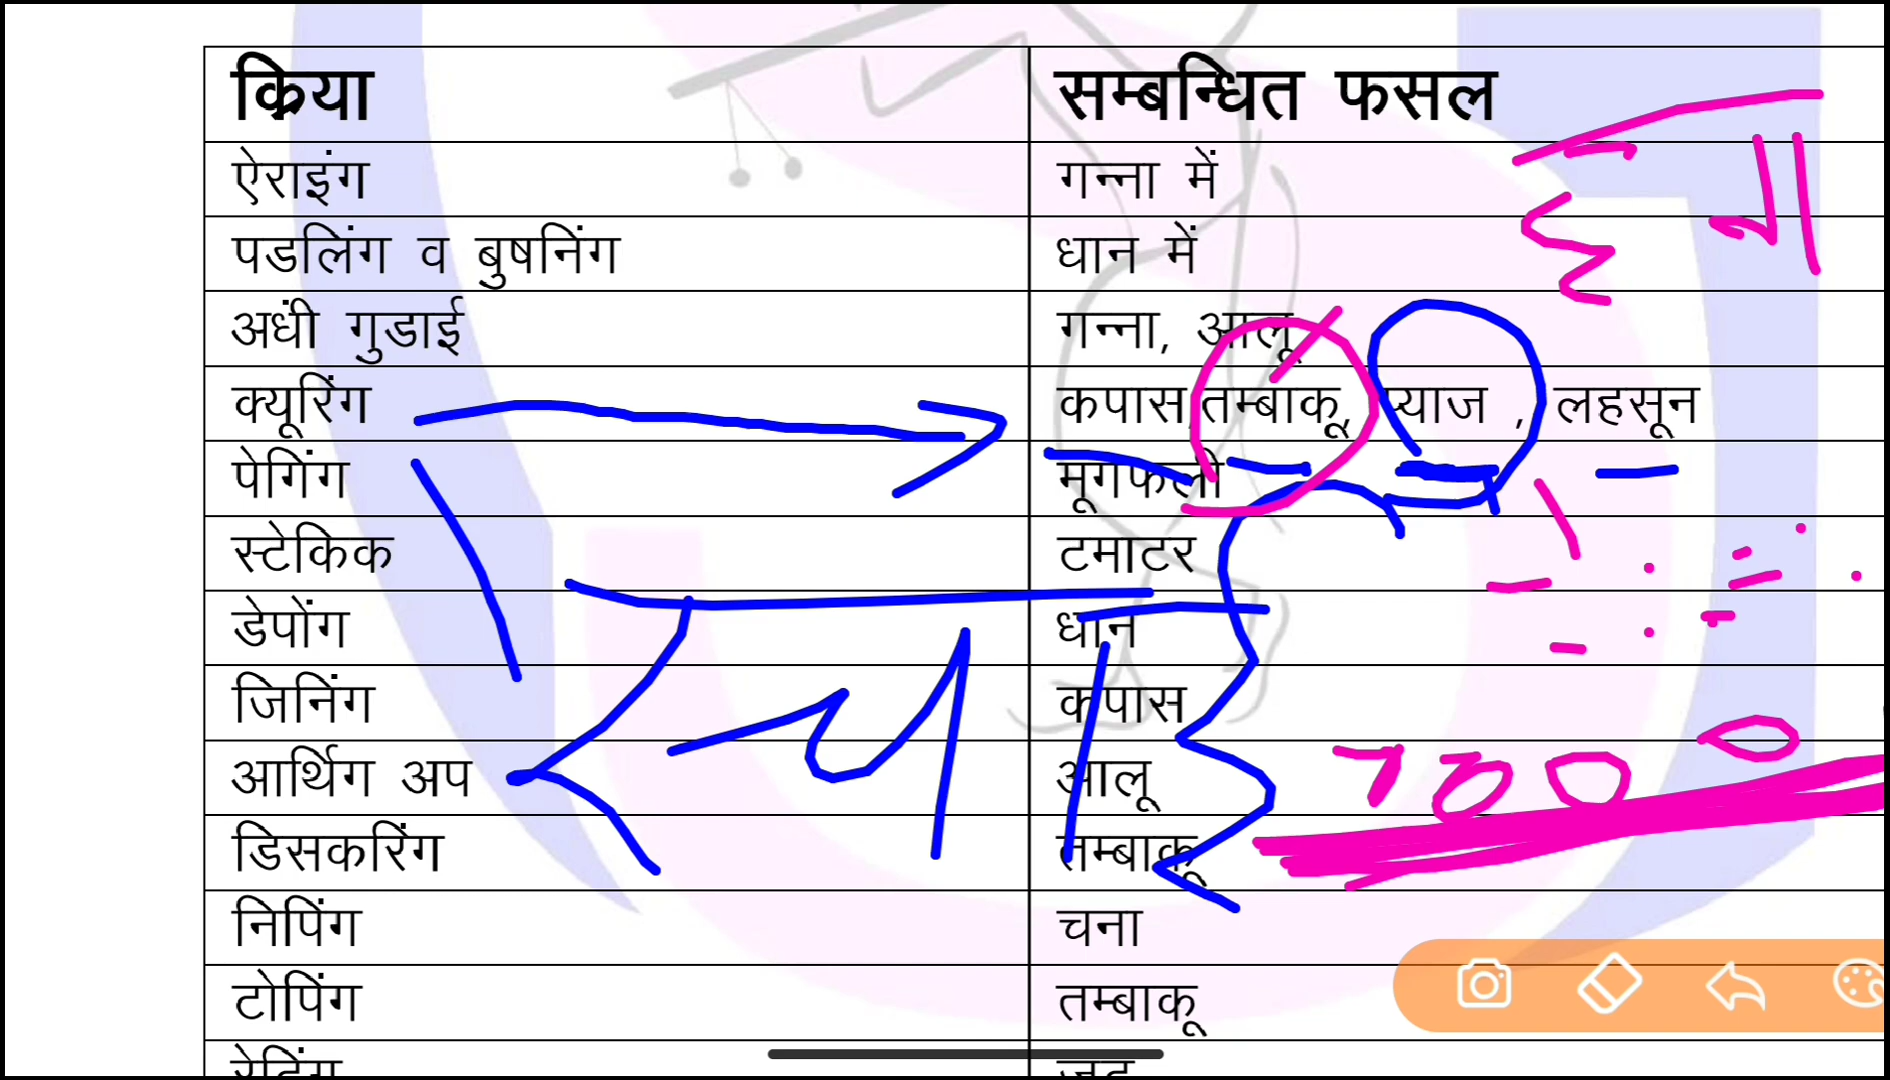 क्रिया सम्बन्धित फसल
ऐराइंग गन्ना में
पडलिंग व बुषनिंग धान में
अधंी गुडाई गन्ना, आलू
क्यूरिंग कपास,तम्बाकू, प्याज , लहसून
पेगिंग मूगफली
स्टेकिक टमाटर
डेपोंग धान
जिनिंग कपास
आर्थिग अप आलू
डिसकरिंग तम्बाकू
निपिंग चना
टोपिंग तम्बाकू